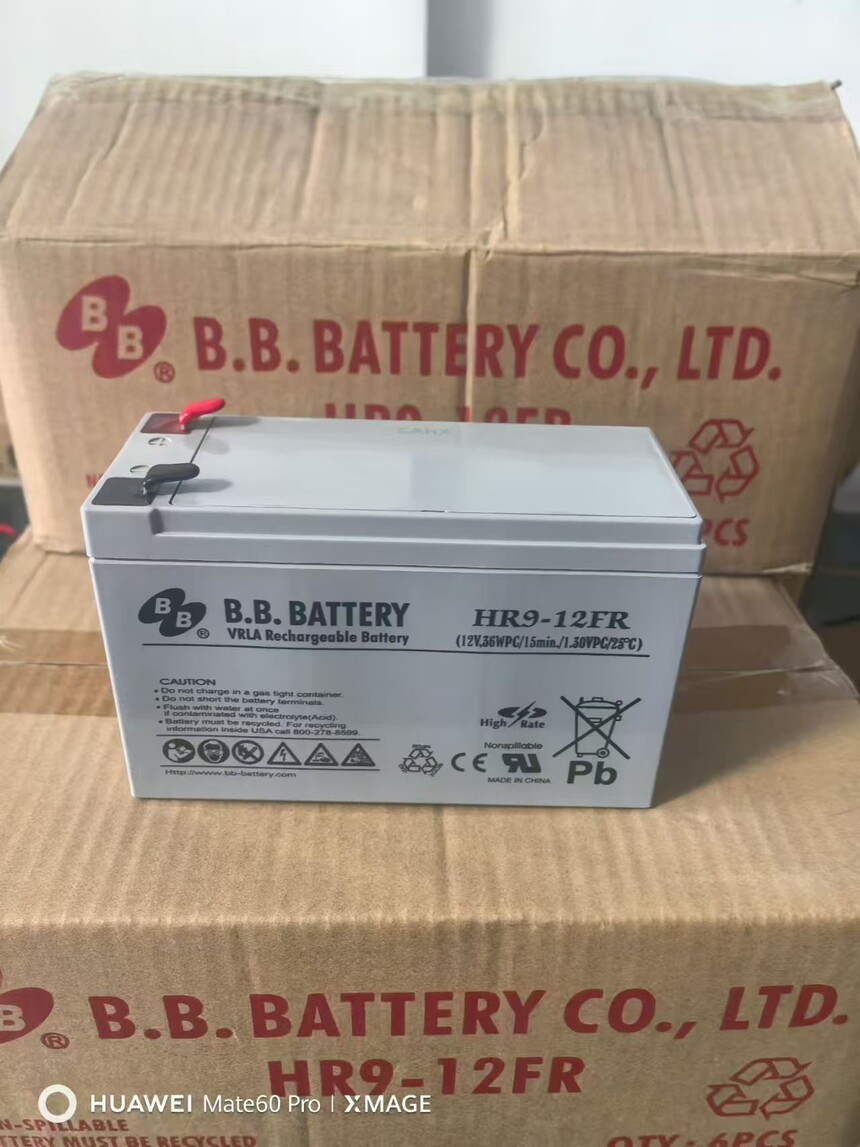 BB® B.B. BATTERY CO., LTD.
HR9-12FR
PCS
BB® B.B. BATTERY
VRLA Rechargeable Battery
HR9-12FR
(12V,36WPC/15min./1.30VPC/25°C)
CAUTION
• Do not charge in a gas tight container.
• Do not short the battery terminals.
• Flush with water at once
if contaminated with electrolyte(Acid).
• Battery must be recycled. For recycling
information inside USA call 800-278-8599.
Http://www.bb-battery.com
High Rate
Nonspillable
CE
MADE IN CHINA
Pb
B® B.B. BATTERY CO., LTD.
HR9-12FR
N-SPILLABLE
TTERY MUST BE RECYCLED
QTY: 6PCS
HUAWEI Mate60 Pro | XMAGE